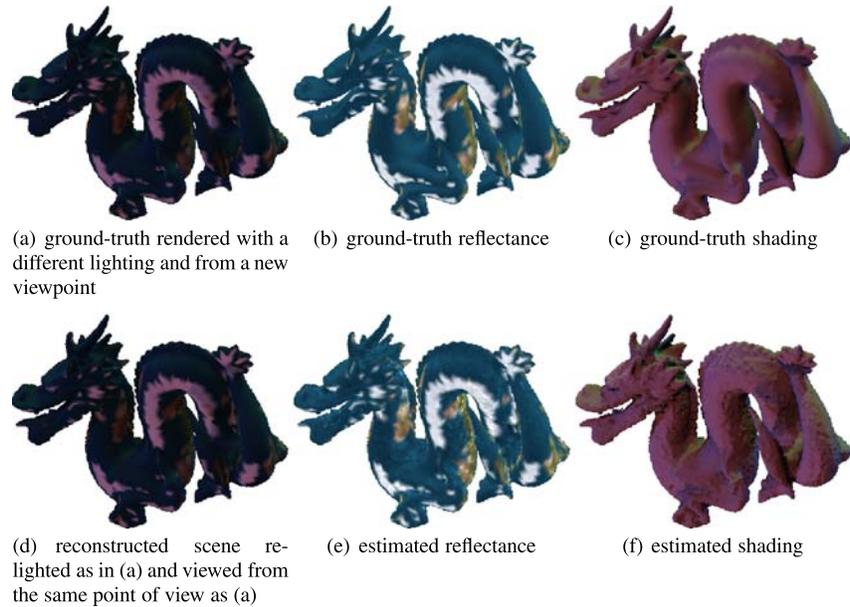 (a) ground-truth rendered with a
different lighting and from a new
viewpoint
(b) ground-truth reflectance
(c) ground-truth shading
(d) reconstructed scene re-
lighted as in (a) and viewed from
the same point of view as (a)
(e) estimated reflectance
(f) estimated shading